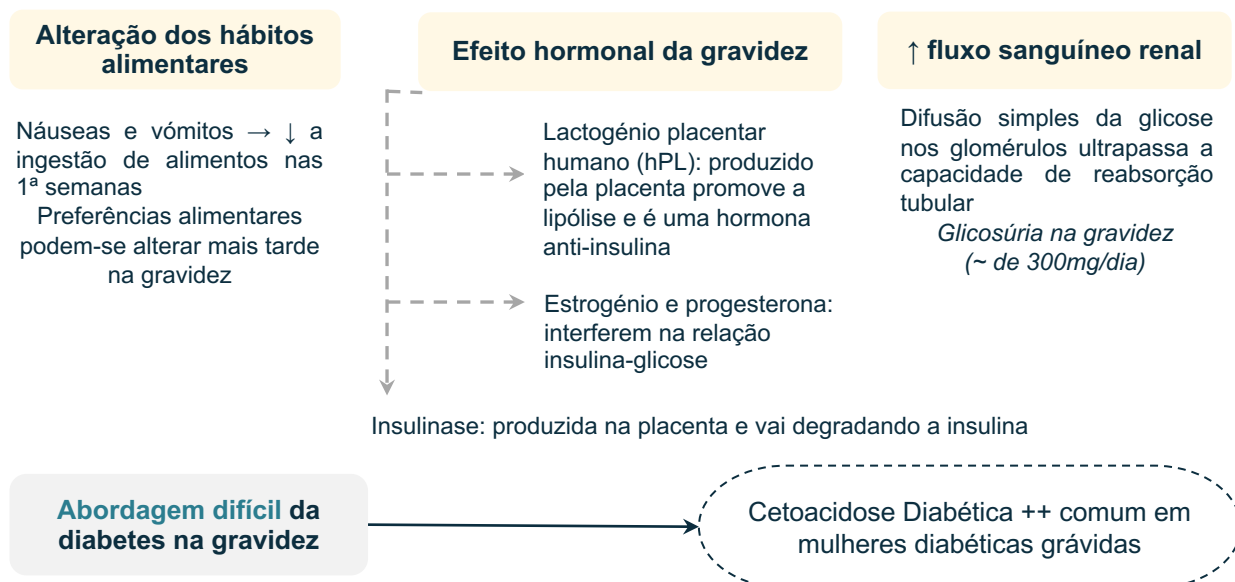 Alteração dos hábitos
alimentares
Náuseas e vómitos → ↓ a
ingestão de alimentos nas
1ª semanas
Preferências alimentares
podem-se alterar mais tarde
na gravidez
Efeito hormonal da gravidez
Lactogénio placentar
humano (hPL): produzido
pela placenta promove a
lipólise e é uma hormona
anti-insulina
Estrogénio e progesterona:
interferem na relação
insulina-glicose
Insulinase: produzida na placenta e vai degradando a insulina
↑ fluxo sanguíneo renal
Difusão simples da glicose
nos glomérulos ultrapassa a
capacidade de reabsorção
tubular
Glicosúria na gravidez
(~ de 300mg/dia)
Abordagem difícil da
diabetes na gravidez
Cetoacidose Diabética ++ comum em
mulheres diabéticas grávidas